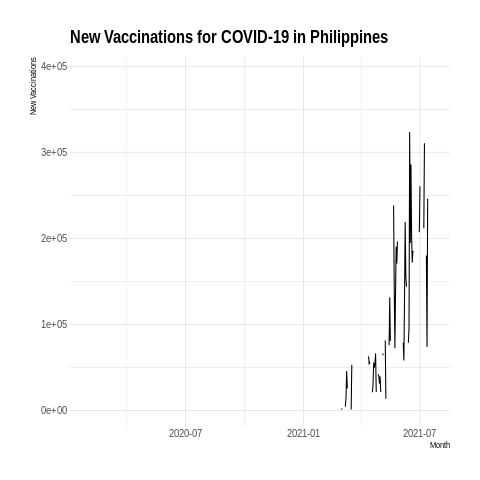 New Vaccinations for COVID-19 in Philippines
New Vaccinations
4e+05
3e+05
2e+05
1e+05
0e+00
2020-07 2021-01 2021-07
Month